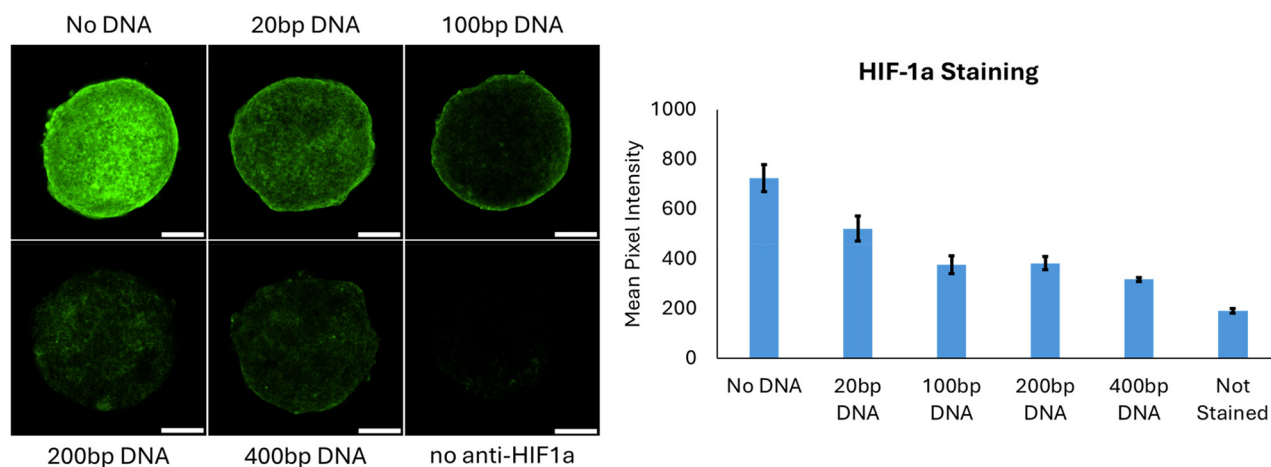 No DNA
20bp DNA
100bp DNA
200bp DNA
400bp DNA
no anti-HIF1a
HIF-1a Staining
Mean Pixel Intensity
1000
800
600
400
200
0
No DNA
20bp
DNA
100bp
DNA
200bp
DNA
400bp
DNA
Not
Stained